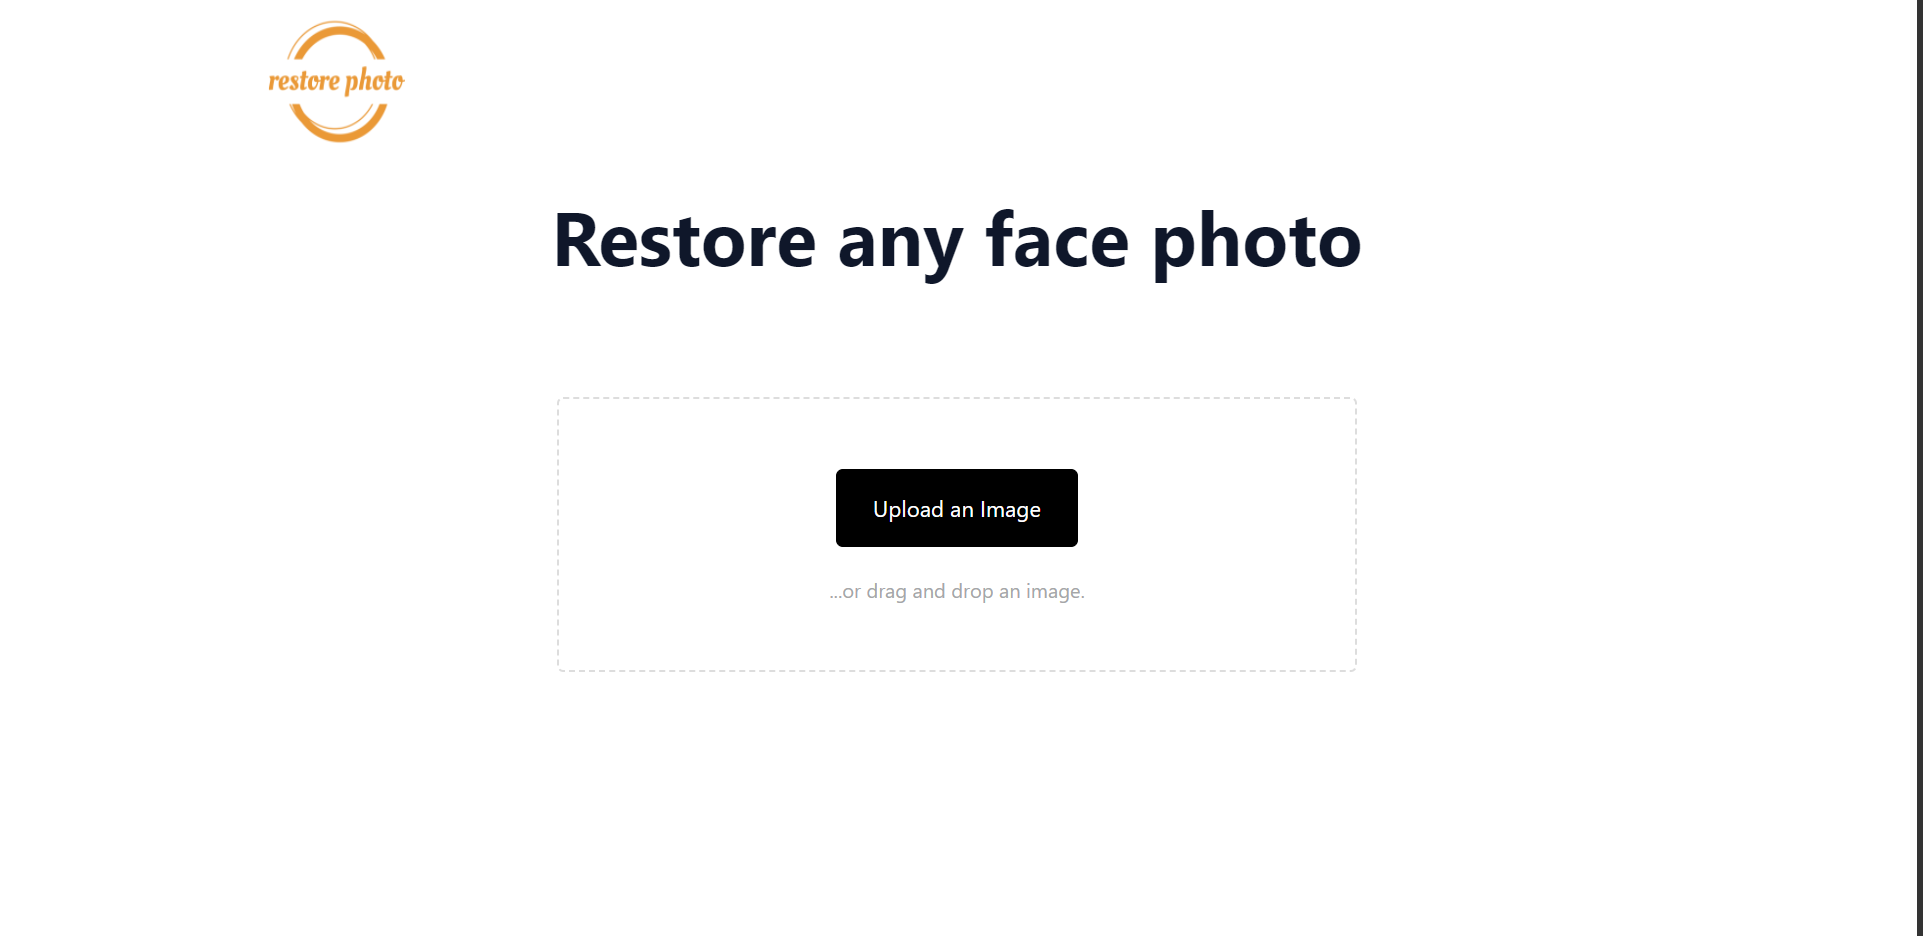 restore photo
Restore any face photo
Upload an Image
...or drag and drop an image.